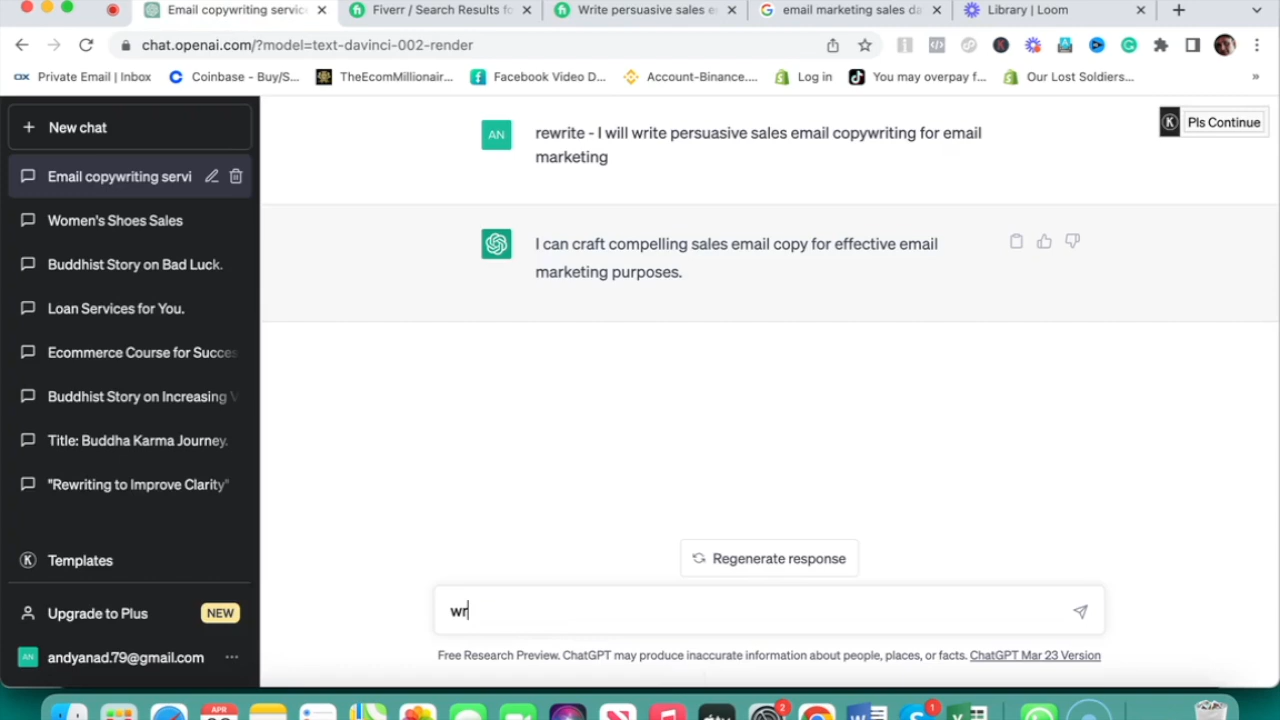 Email copywriting servic
Fiverr / Search Results fo
Write persuasive sales e
email marketing sales da
Library | Loom
chat.openai.com/?model=text-davinci-002-render
Private Email | Inbox
Coinbase - Buy/S...
TheEcomMillionair...
Facebook Video D...
Account-Binance....
Log in
You may overpay f...
Our Lost Soldiers...
»
New chat
Email copywriting servi
Women's Shoes Sales
Buddhist Story on Bad Luck.
Loan Services for You.
Ecommerce Course for Succes
Buddhist Story on Increasing V
Title: Buddha Karma Journey.
"Rewriting to Improve Clarity"
K Templates
Upgrade to Plus NEW
AN andyanad.79@gmail.com ...
K Pls Continue
AN rewrite - I will write persuasive sales email copywriting for email
marketing
I can craft compelling sales email copy for effective email
marketing purposes.
Regenerate response
wr
Free Research Preview. ChatGPT may produce inaccurate information about people, places, or facts. ChatGPT Mar 23 Version
APR
2
1